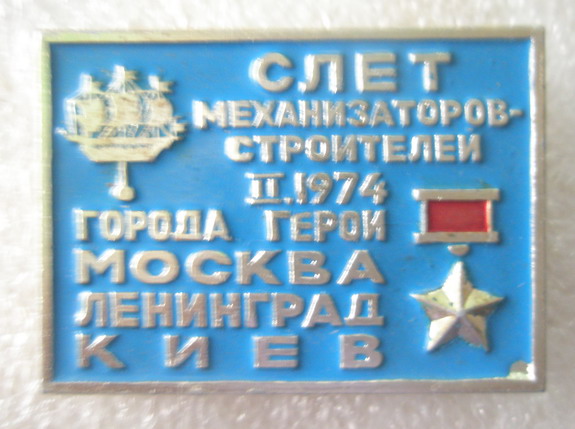 СЛЕТ
МЕХАНИЗАТОРОВ-
СТРОИТЕЛЕЙ
II.1974
ГОРОДА ГЕРОИ
МОСКВА
ЛЕНИНГРАД
КИЕВ